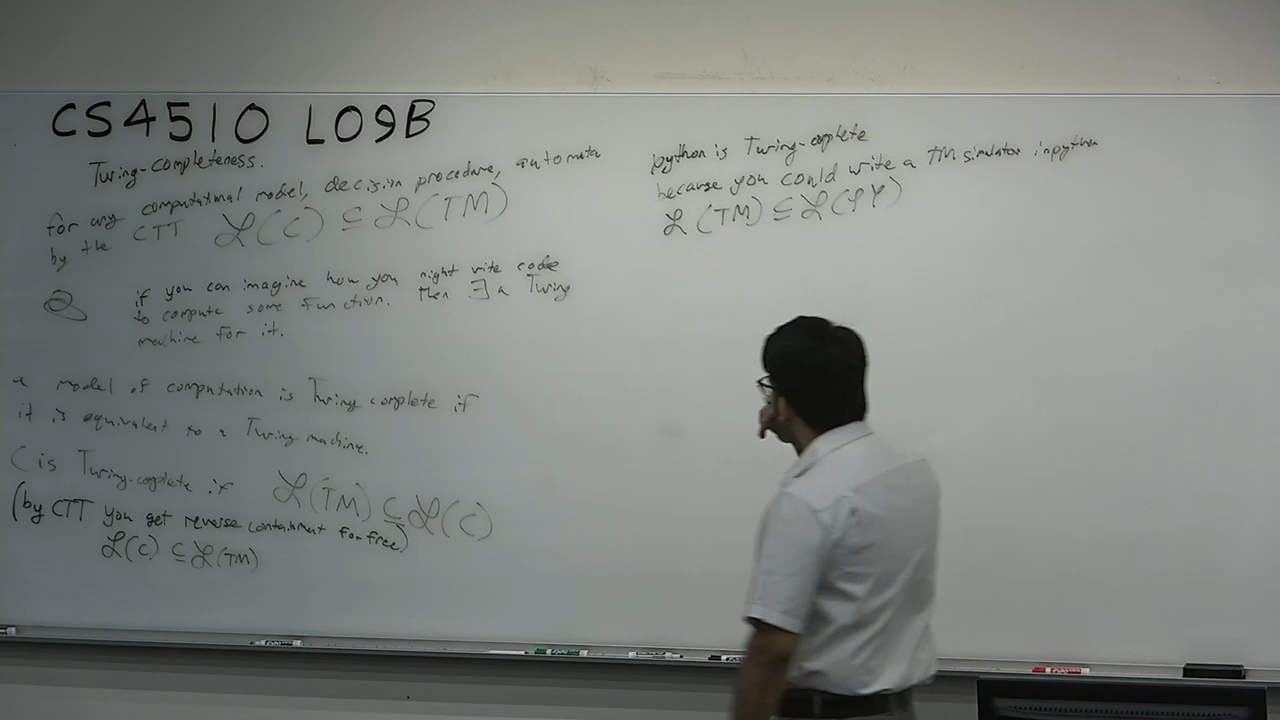 CS4510 L09B
Turing-completeness.
for any computational model, decision procedure, automata
by the CTT ℒ(C) ⊆ ℒ(TM)
if you can imagine how you might write code
to compute some function. then ∃ a Turing
machine for it.
a model of computation is Turing complete if
it is equivalent to a Turing machine.
C is Turing-complete if ℒ(TM) ⊆ ℒ(C)
(by CTT you get reverse containment for free)
ℒ(C) ⊆ ℒ(TM)
python is Turing-complete
because you could write a TM simulator in python
ℒ(TM) ⊆ ℒ(PY)